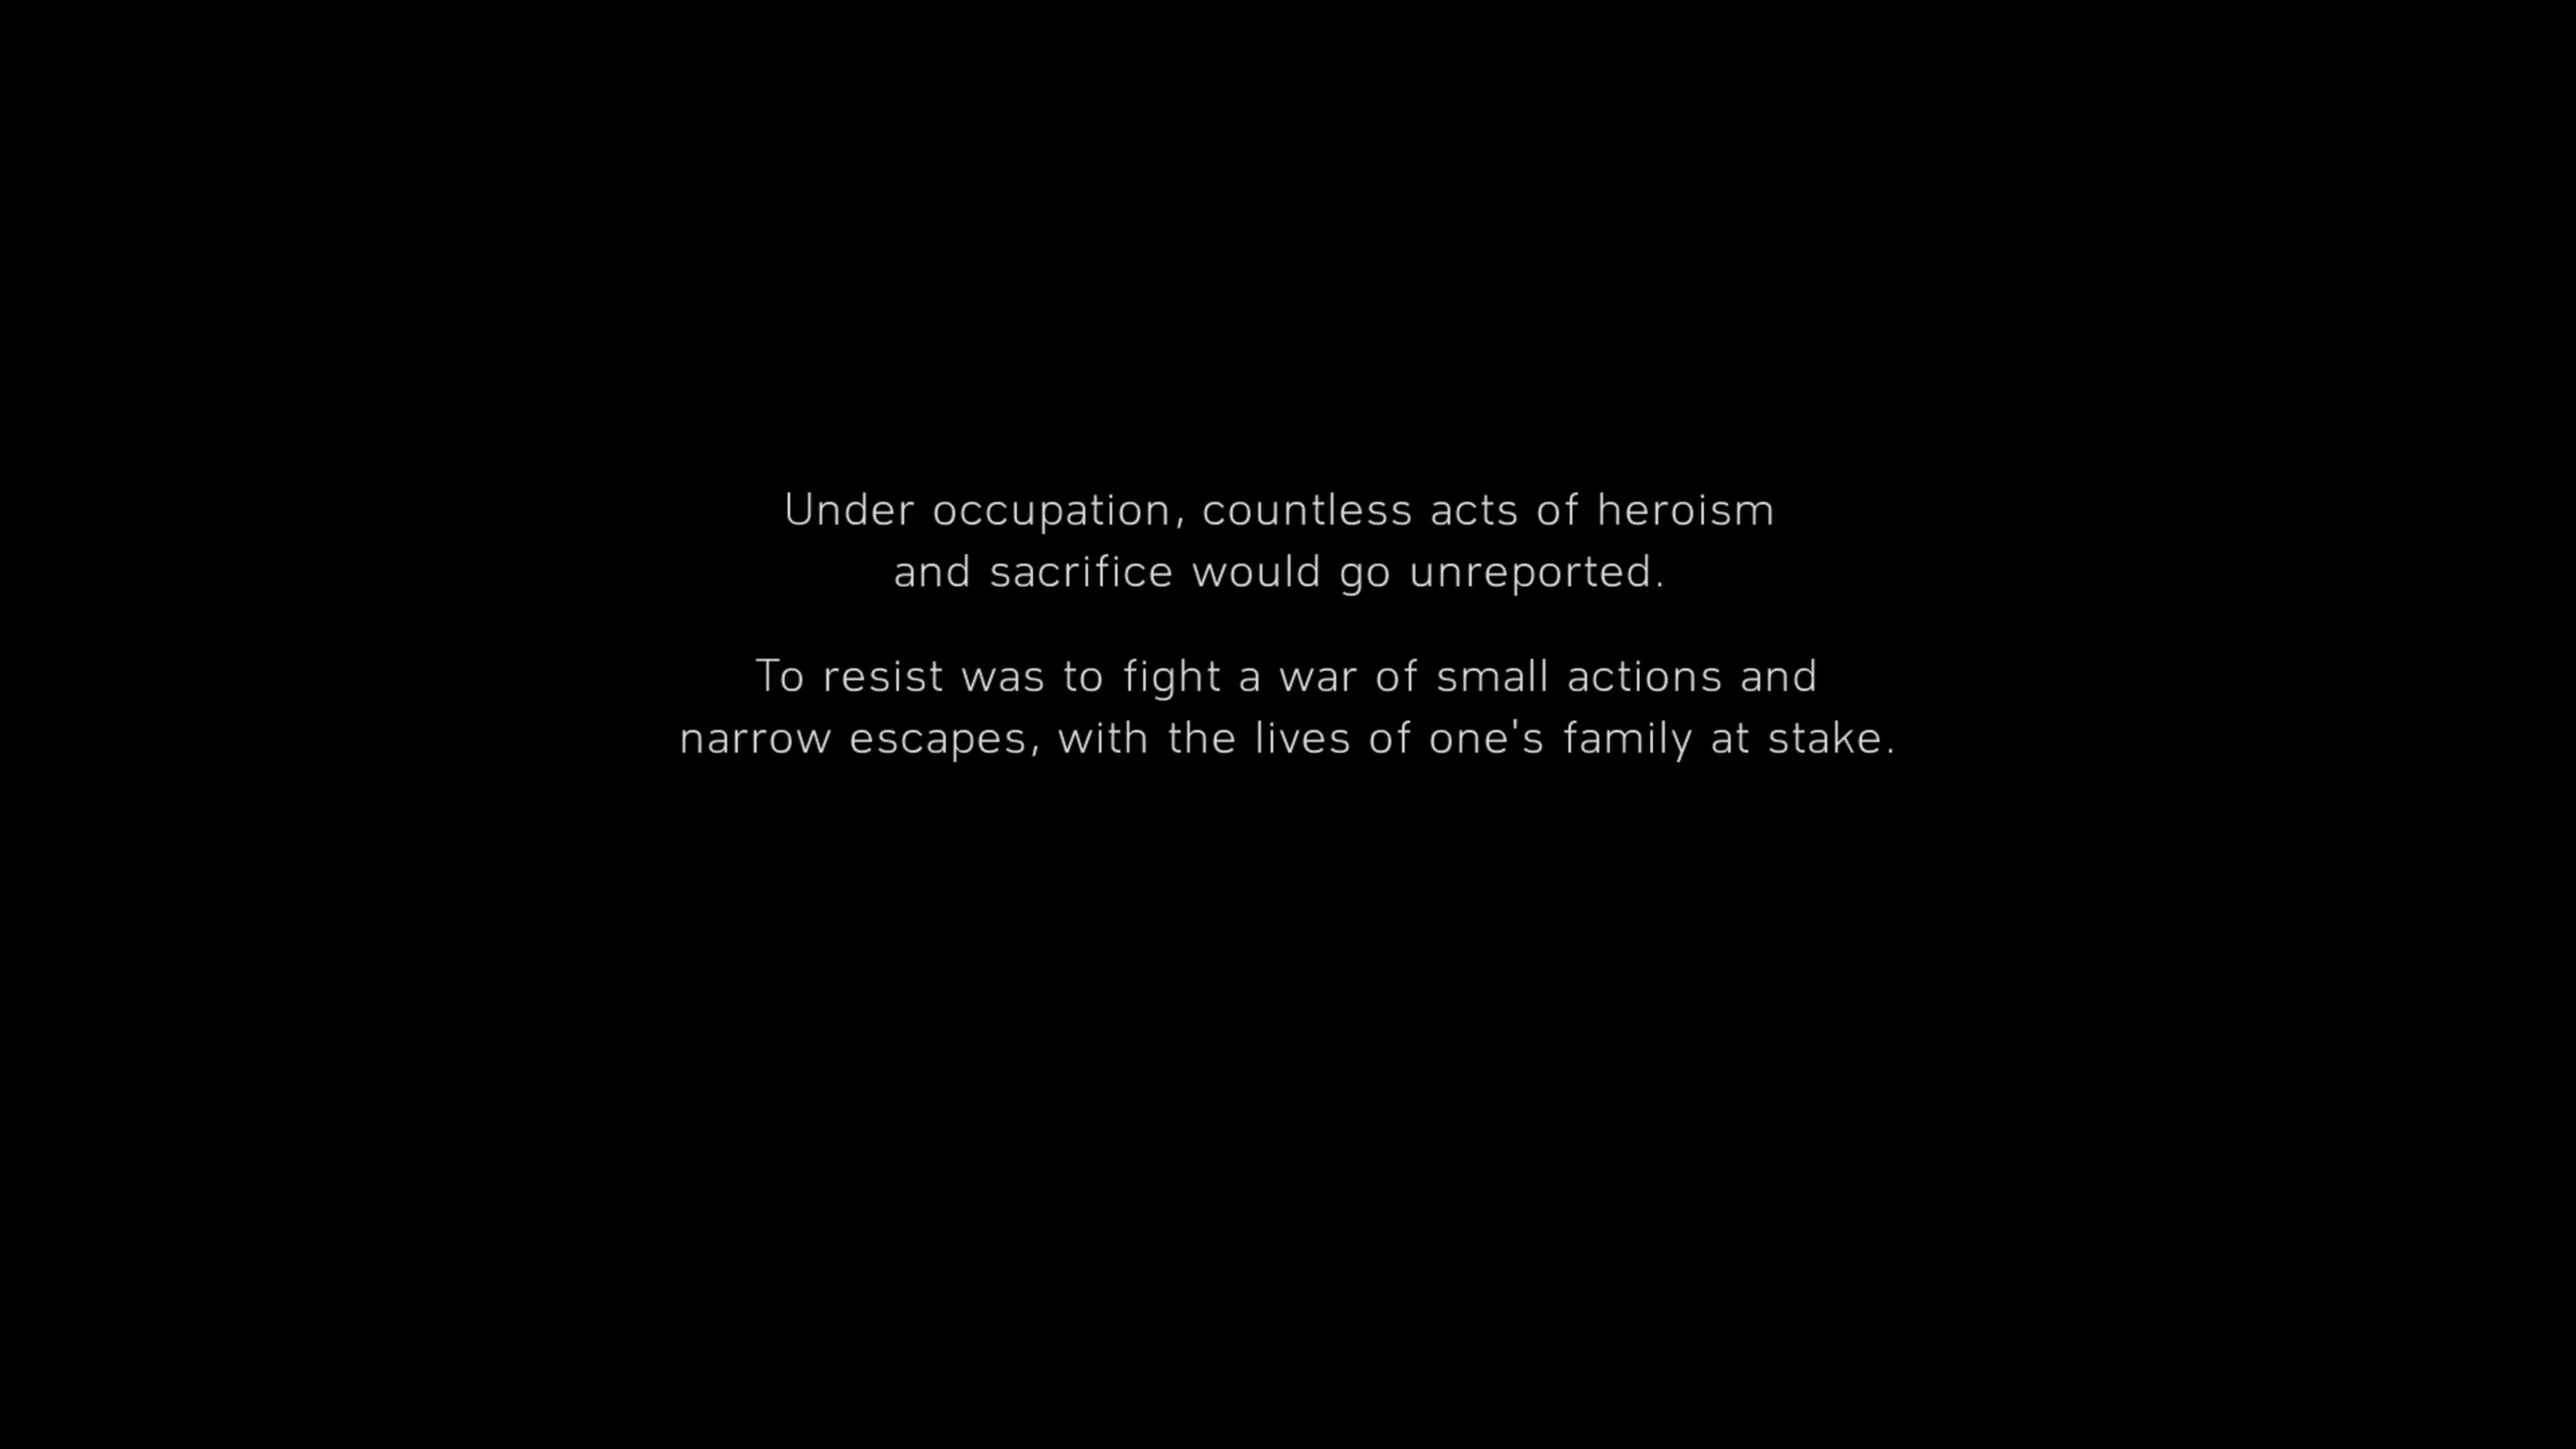 Under occupation, countless acts of heroism
and sacrifice would go unreported.
To resist was to fight a war of small actions and
narrow escapes, with the lives of one's family at stake.